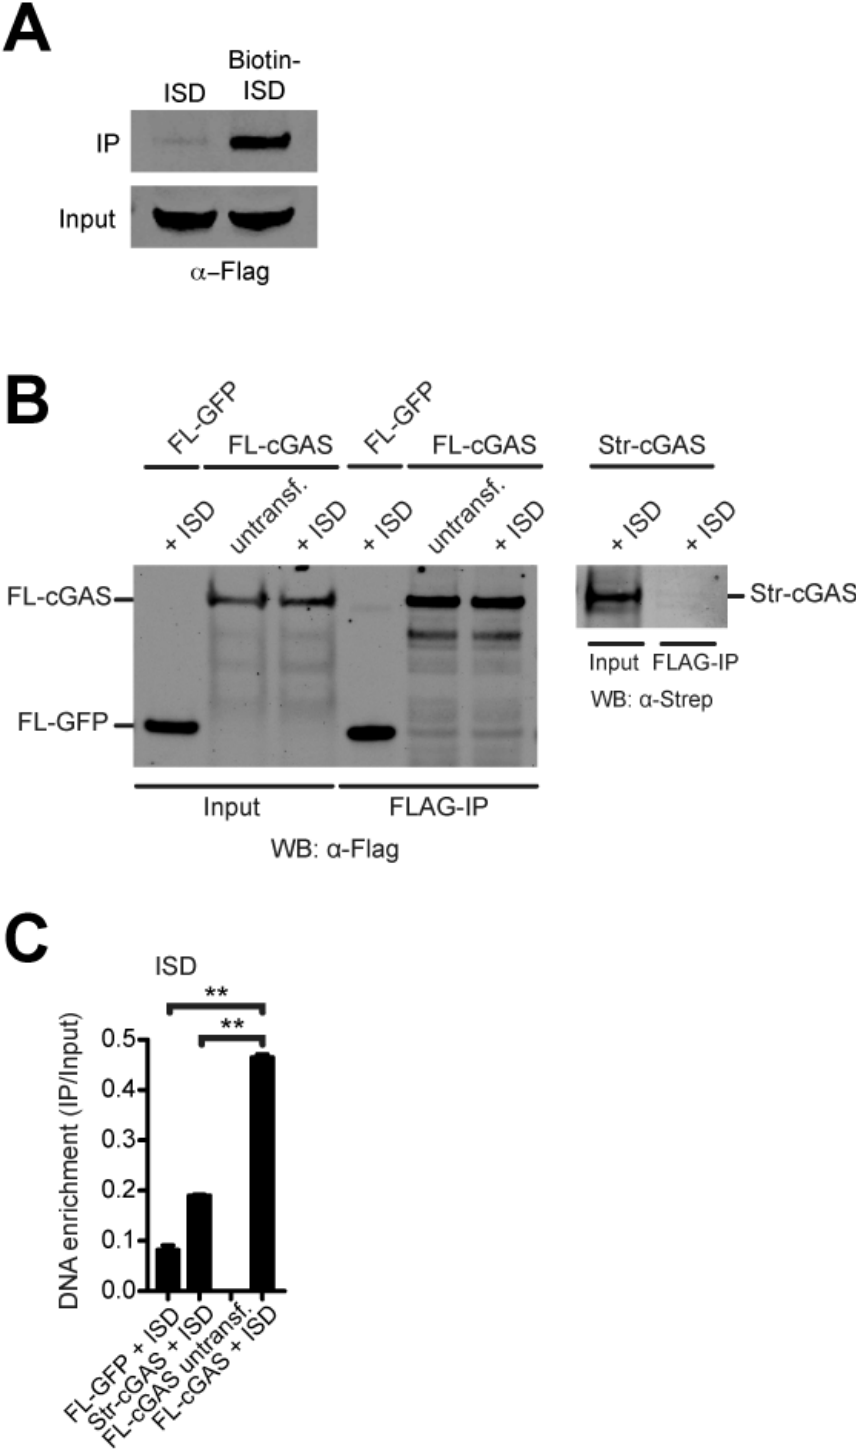 A
ISD
Biotin-
ISD
IP
Input
α–Flag
B
FL-GFP
FL-cGAS
FL-GFP
FL-cGAS
Str-cGAS
+ ISD
untransf.
+ ISD
+ ISD
untransf.
+ ISD
+ ISD
+ ISD
FL-cGAS
Str-cGAS
FL-GFP
Input
FLAG-IP
WB: α-Strep
Input
FLAG-IP
WB: α-Flag
C
ISD
**
**
DNA enrichment (IP/Input)
0.5
0.4
0.3
0.2
0.1
0.0
FL-GFP + ISD
Str-cGAS + ISD
FL-cGAS untransf.
FL-cGAS + ISD